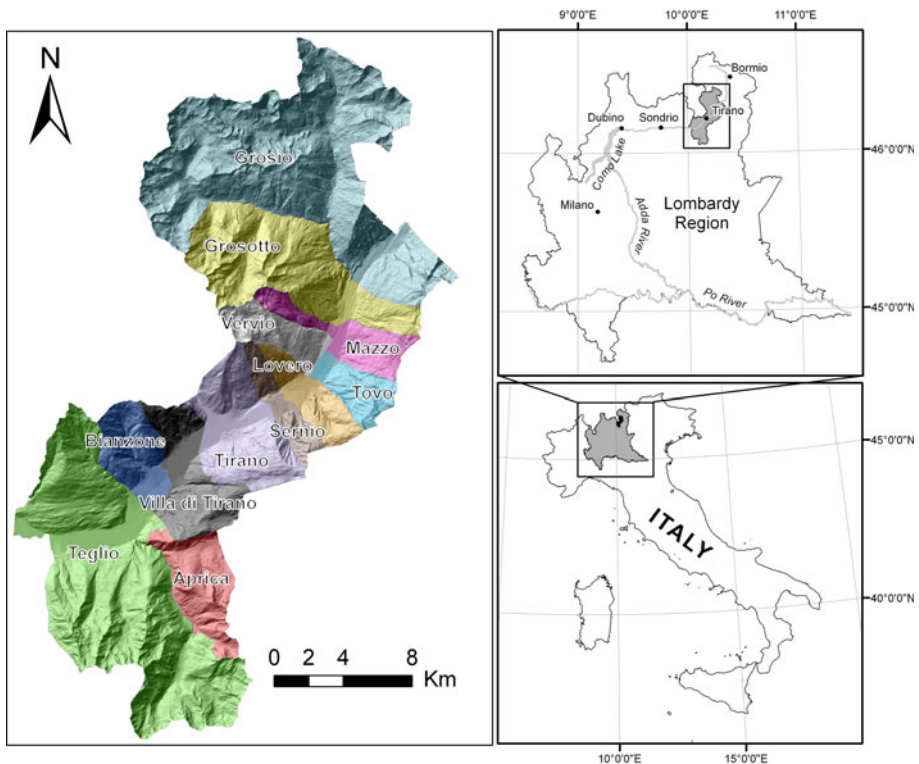 N
Grosio
Grosotto
Vervio
Mazzo
Lovero
Tovo
Sernio
Bianzone
Tirano
Villa di Tirano
Teglio
Aprica
0 2 4 8
Km
9°0'0"E 10°0'0"E 11°0'0"E
Bormio
Tirano
Dubino Sondrio
46°0'0"N
Como Lake
Milano
Adda River
Lombardy
Region
Po River
45°0'0"N
45°0'0"N
ITALY
40°0'0"N
10°0'0"E 15°0'0"E